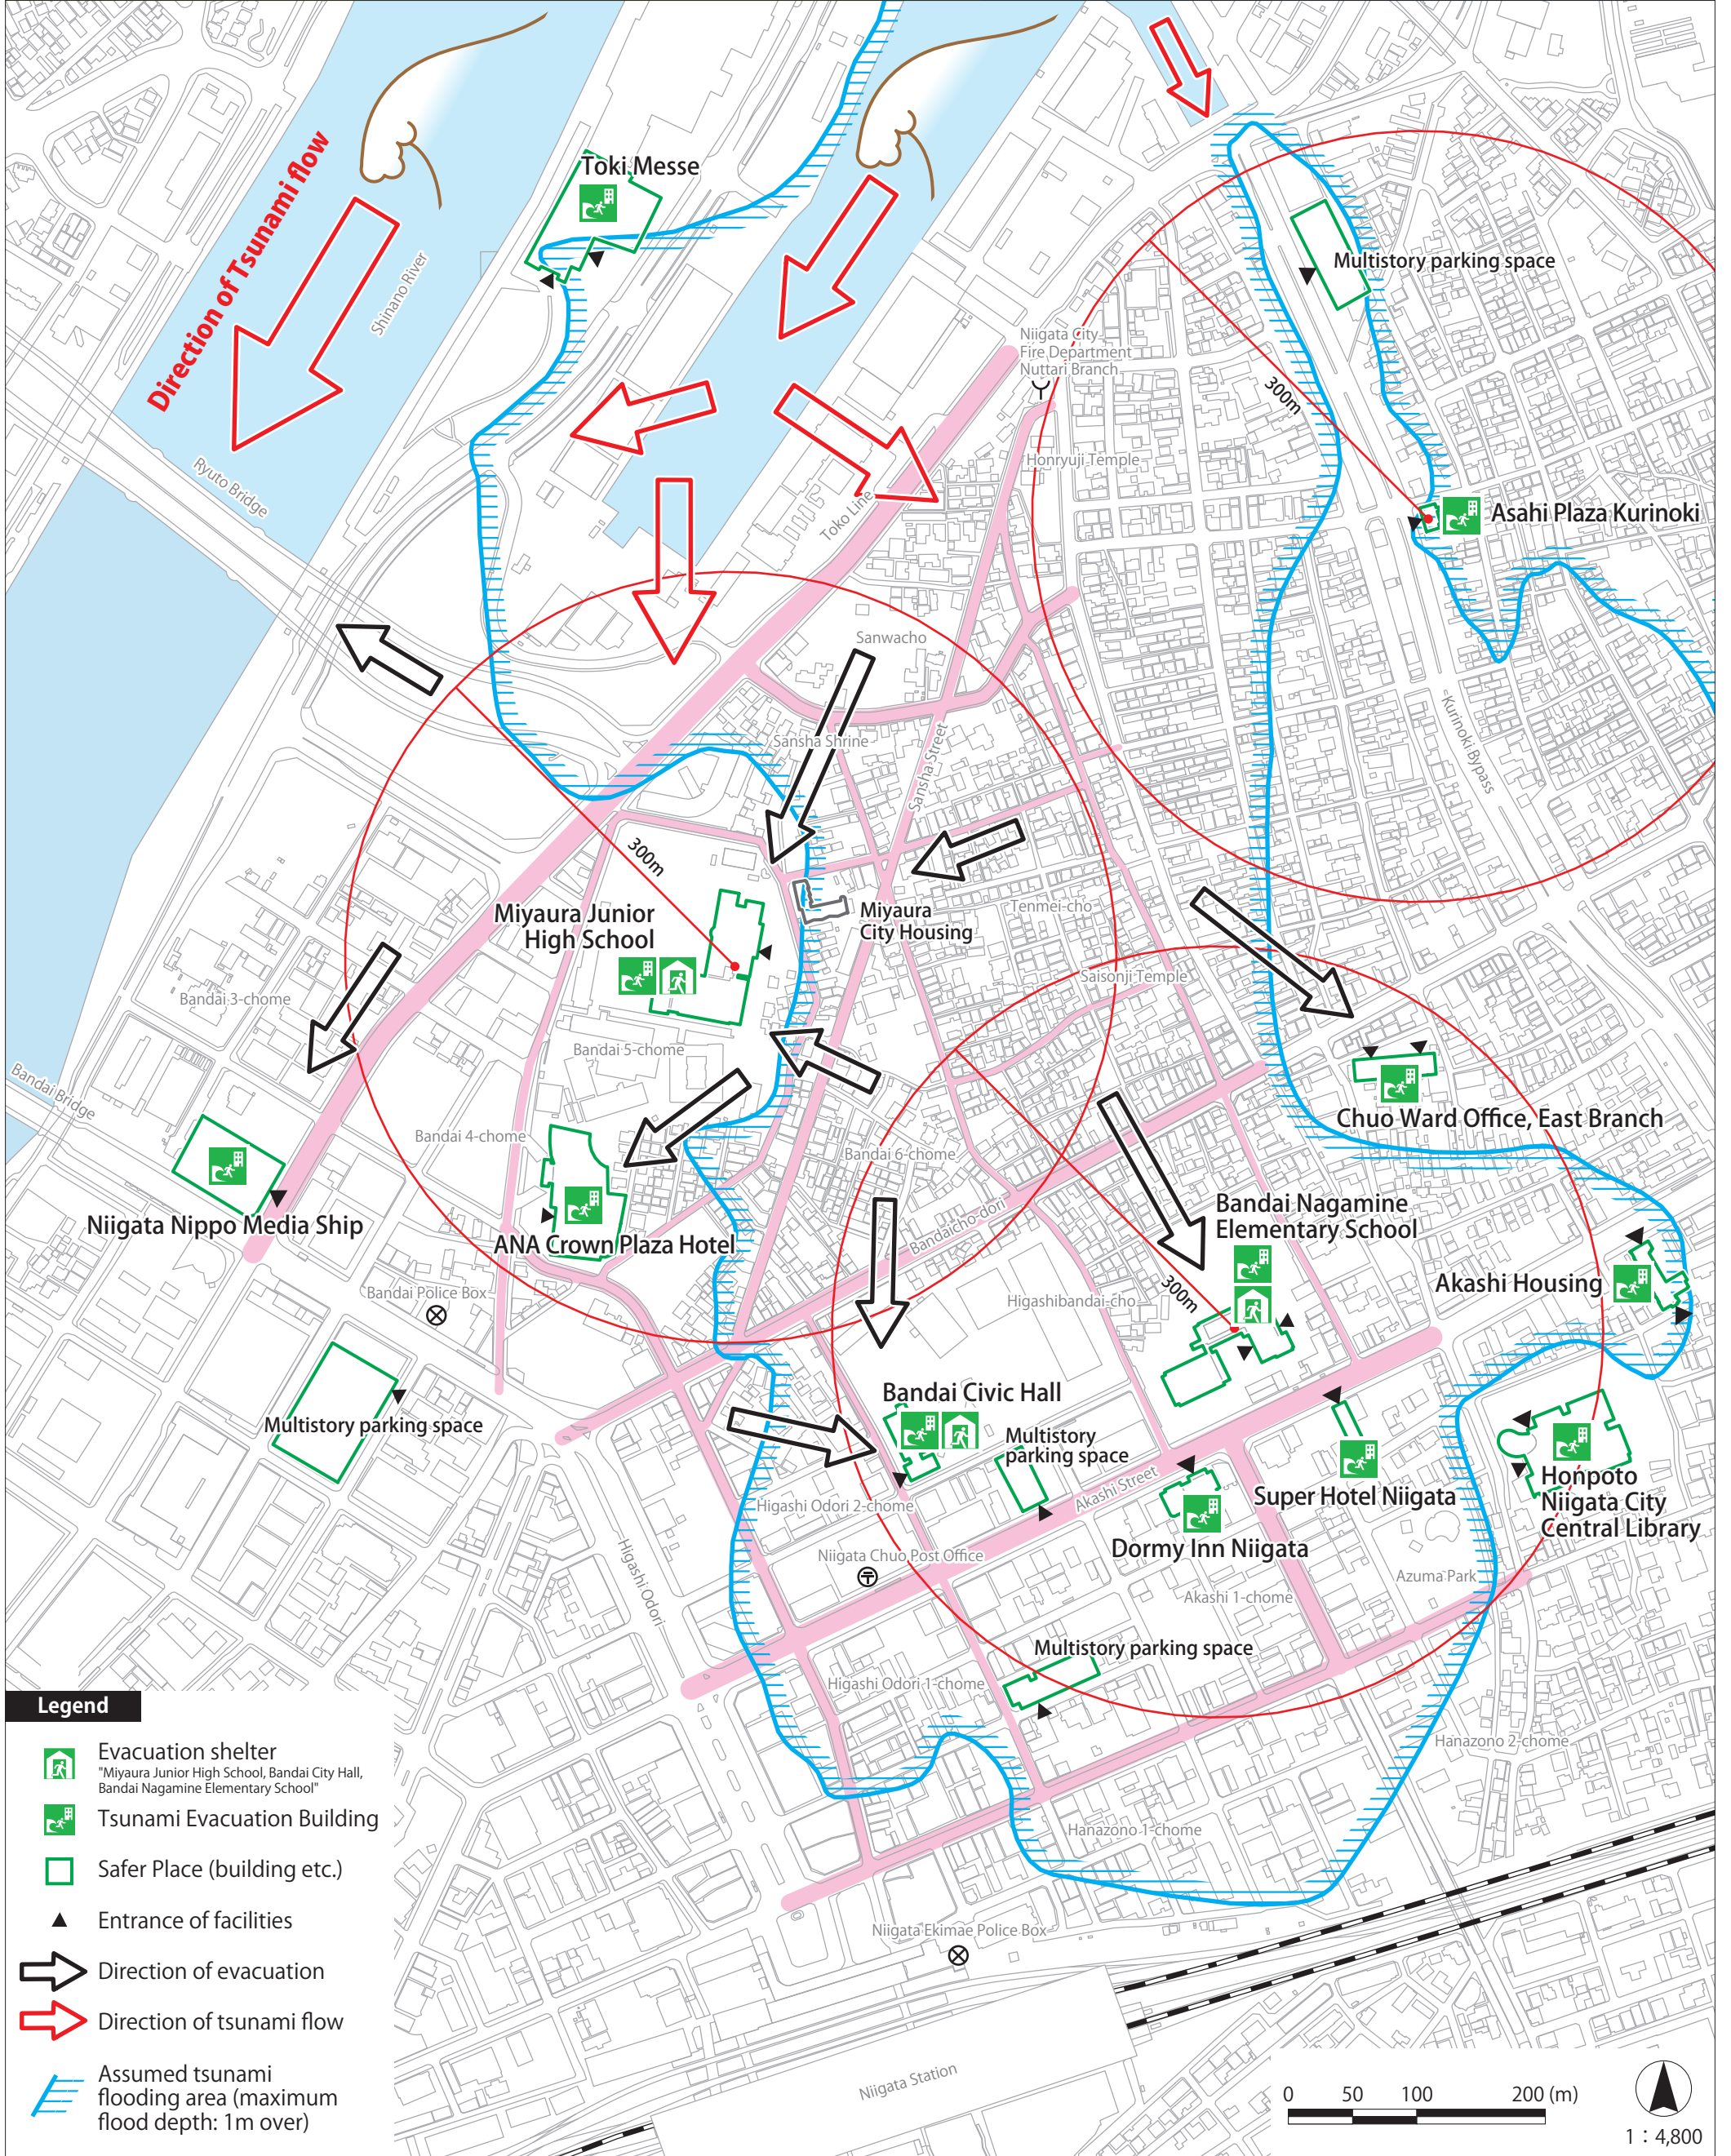 Toki Messe
Direction of Tsunami flow
Shinano River
Multistory parking space
Niigata City
Fire Department
Nuttari Branch
300m
Ryuto Bridge
Honryuji Temple
Toko Line
Asahi Plaza Kurinoki
Sanwacho
Sansha Shrine
Sansha Street
Kurinoki Bypass
300m
Miyaura Junior
High School
Miyaura
City Housing
Tenmei-cho
Saisonji Temple
Bandai 3-chome
Bandai 5-chome
Bandai Bridge
Chuo Ward Office, East Branch
Bandai 4-chome
Bandai 6-chome
Bandaicho-dori
Bandai Nagamine
Elementary School
Niigata Nippo Media Ship
ANA Crown Plaza Hotel
Akashi Housing
Bandai Police Box
Higashibandai-cho
300m
Bandai Civic Hall
Multistory parking space
Multistory
parking space
Akashi Street
Super Hotel Niigata
Honpoto
Niigata City
Central Library
Higashi Odori 2-chome
Dormy Inn Niigata
Niigata Chuo Post Office
Higashi Odori
Azuma Park
Akashi 1-chome
Multistory parking space
Higashi Odori 1-chome
Hanazono 2-chome
Hanazono 1-chome
Niigata Ekimae Police Box
Niigata Station
Legend
Evacuation shelter
"Miyaura Junior High School, Bandai City Hall,
Bandai Nagamine Elementary School"
Tsunami Evacuation Building
Safer Place (building etc.)
Entrance of facilities
Direction of evacuation
Direction of tsunami flow
Assumed tsunami
flooding area (maximum
flood depth: 1m over)
0 50 100 200 (m)
1 : 4,800